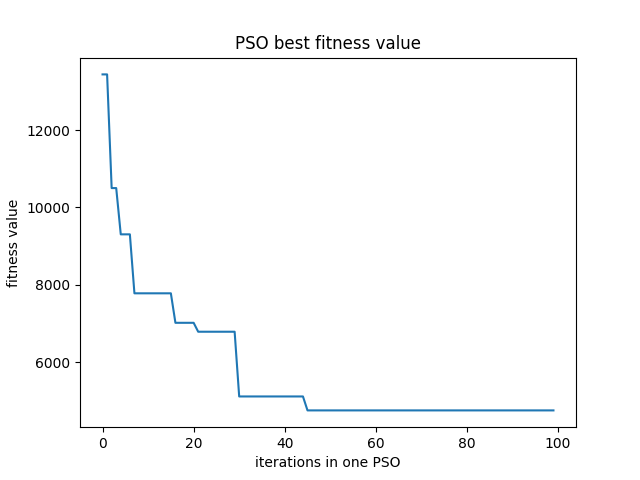 PSO best fitness value
fitness value
12000
10000
8000
6000
0 20 40 60 80 100
iterations in one PSO